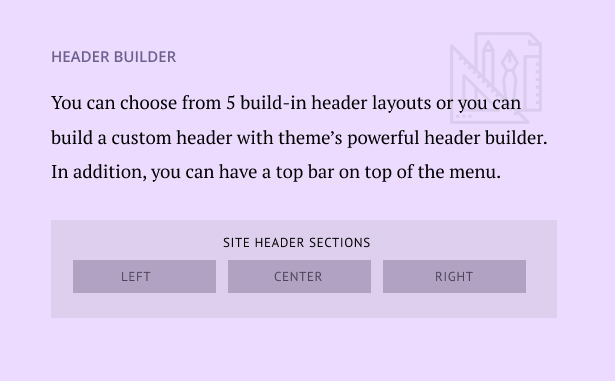 HEADER BUILDER
You can choose from 5 build-in header layouts or you can
build a custom header with theme’s powerful header builder.
In addition, you can have a top bar on top of the menu.
SITE HEADER SECTIONS
LEFT CENTER RIGHT